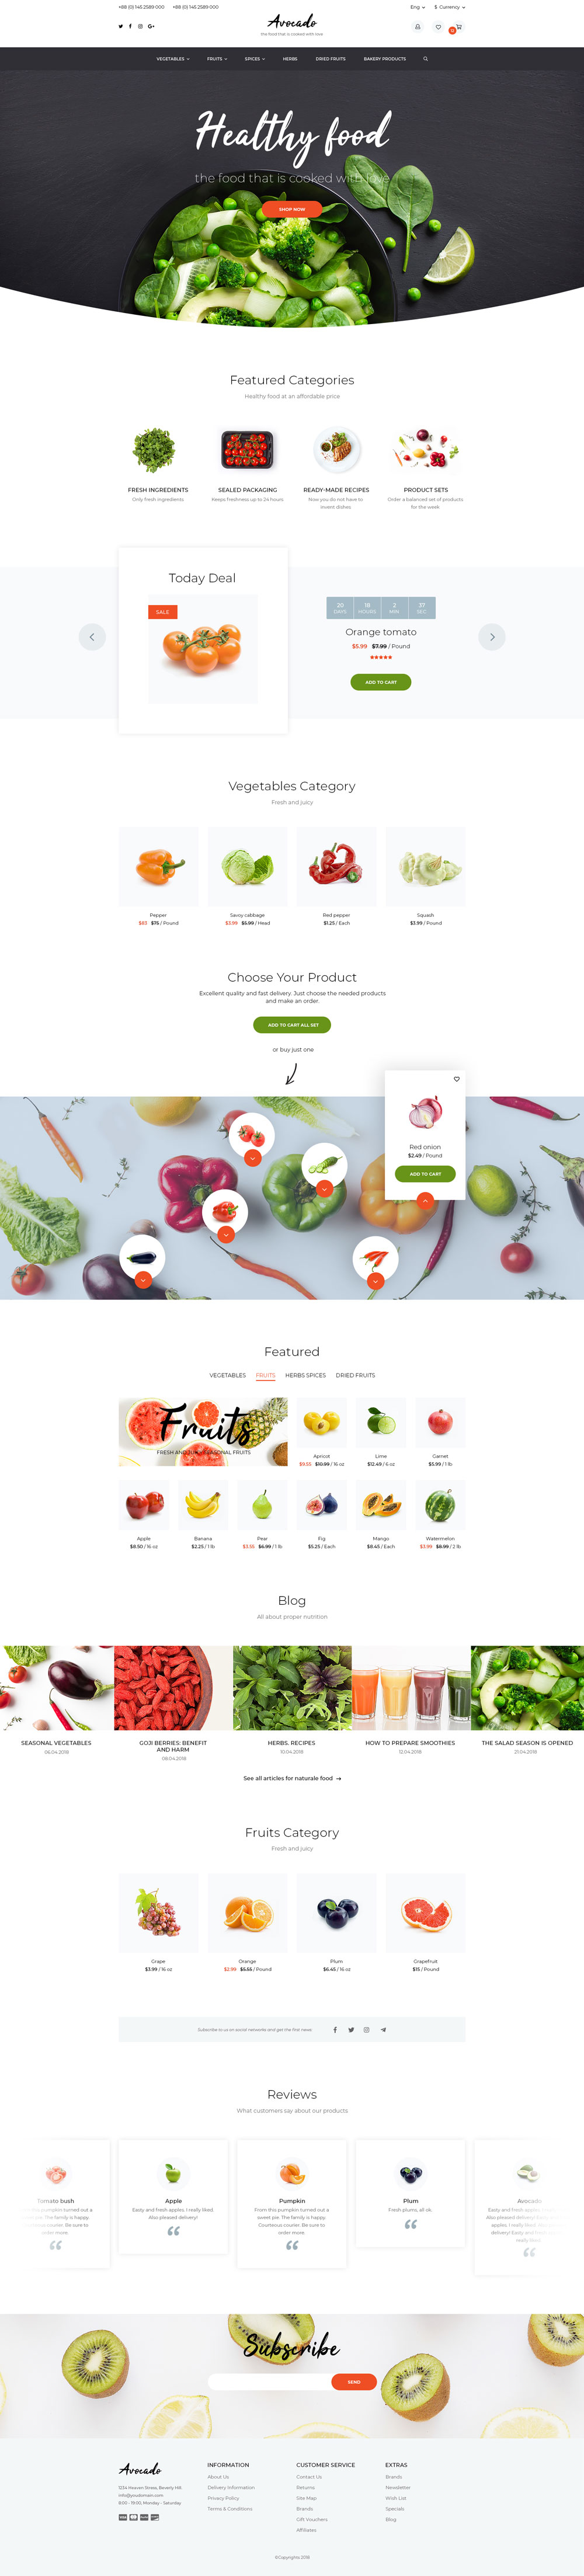 +88 (0) 145 2589 000 +88 (0) 145 2589 000 Eng $ Currency
Avocado
the food that is cooked with love
0
VEGETABLES FRUITS SPICES HERBS DRIED FRUITS BAKERY PRODUCTS
Healthy food
the food that is cooked with love
SHOP NOW
Featured Categories
Healthy food at an affordable price
FRESH INGREDIENTS
Only fresh ingredients
SEALED PACKAGING
Keeps freshness up to 24 hours
READY-MADE RECIPES
Now you do not have to
invent dishes
PRODUCT SETS
Order a balanced set of products
for the week
Today Deal
SALE
20 DAYS
18 HOURS
2 MIN
37 SEC
Orange tomato
$5.99 $7.99 / Pound
ADD TO CART
Vegetables Category
Fresh and juicy
Pepper
$63 $75 / Pound
Savoy cabbage
$3.99 $5.99 / Head
Red pepper
$1.25 / Each
Squash
$3.99 / Pound
Choose Your Product
Excellent quality and fast delivery. Just choose the needed products
and make an order.
ADD TO CART ALL SET
or buy just one
Red onion
$2.49 / Pound
ADD TO CART
Featured
VEGETABLES FRUITS HERBS SPICES DRIED FRUITS
Fruits
FRESH AND JUICY SEASONAL FRUITS
Apricot
$9.55 $10.99 / 16 oz
Lime
$12.49 / 6 oz
Garnet
$5.99 / 1 lb
Apple
$8.50 / 16 oz
Banana
$2.25 / 1 lb
Pear
$3.55 $6.99 / 1 lb
Fig
$5.25 / Each
Mango
$8.45 / Each
Watermelon
$3.99 $8.99 / 2 lb
Blog
All about proper nutrition
SEASONAL VEGETABLES
06.04.2018
GOJI BERRIES: BENEFIT
AND HARM
08.04.2018
HERBS. RECIPES
10.04.2018
HOW TO PREPARE SMOOTHIES
12.04.2018
THE SALAD SEASON IS OPENED
21.04.2018
See all articles for naturale food
Fruits Category
Fresh and juicy
Grape
$3.99 / 16 oz
Orange
$2.99 $5.55 / Pound
Plum
$6.45 / 16 oz
Grapefruit
$15 / Pound
Subscribe to us on social networks and get the first news
Reviews
What customers say about our products
Tomato bush
this pumpkin turned out a
pie. The family is happy.
courier. Be sure to
order more
Apple
Easty and fresh apples. I really liked.
Also pleased delivery!
Pumpkin
From this pumpkin turned out a
sweet pie. The family is happy.
Courteous courier. Be sure to
order more
Plum
Fresh plums, all ok.
Avocado
Easty and fresh
Also pleased delivery!
apples. I really liked.
delivery! Easty and fresh
really liked.
Subscribe
SEND
Avocado
1234 Heaven Stress, Beverly Hill.
info@yourdomain.com
8:00 - 19:00, Monday - Saturday
INFORMATION
About Us
Delivery Information
Privacy Policy
Terms & Conditions
CUSTOMER SERVICE
Contact Us
Returns
Site Map
Brands
Gift Vouchers
Affiliates
EXTRAS
Brands
Newsletter
Wish List
Specials
Blog
©Copyrights 2018